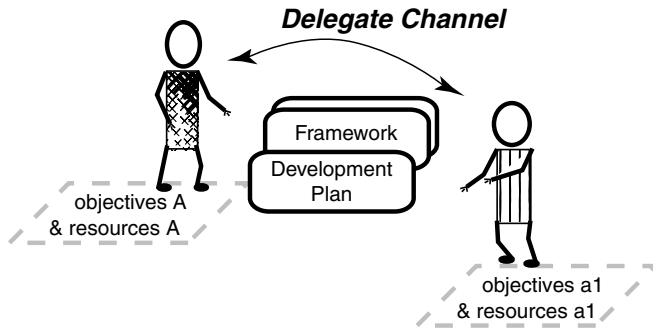 Delegate Channel
Framework
Development
Plan
objectives A
& resources A
objectives a1
& resources a1